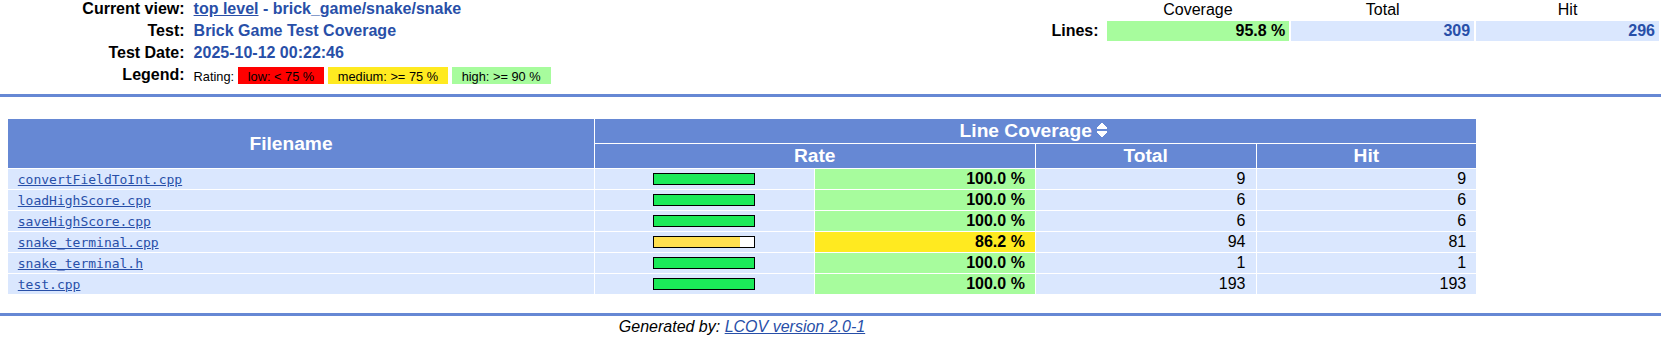 Current view: top level - brick_game/snake/snake Coverage Total Hit
Test: Brick Game Test Coverage Lines: 95.8 % 309 296
Test Date: 2025-10-12 00:22:46
Legend: Rating: low: < 75 % medium: >= 75 % high: >= 90 %
Filename Line Coverage
Rate Total Hit
convertFieldToInt.cpp 100.0 % 9 9
loadHighScore.cpp 100.0 % 6 6
saveHighScore.cpp 100.0 % 6 6
snake_terminal.cpp 86.2 % 94 81
snake_terminal.h 100.0 % 1 1
test.cpp 100.0 % 193 193
Generated by: LCOV version 2.0-1